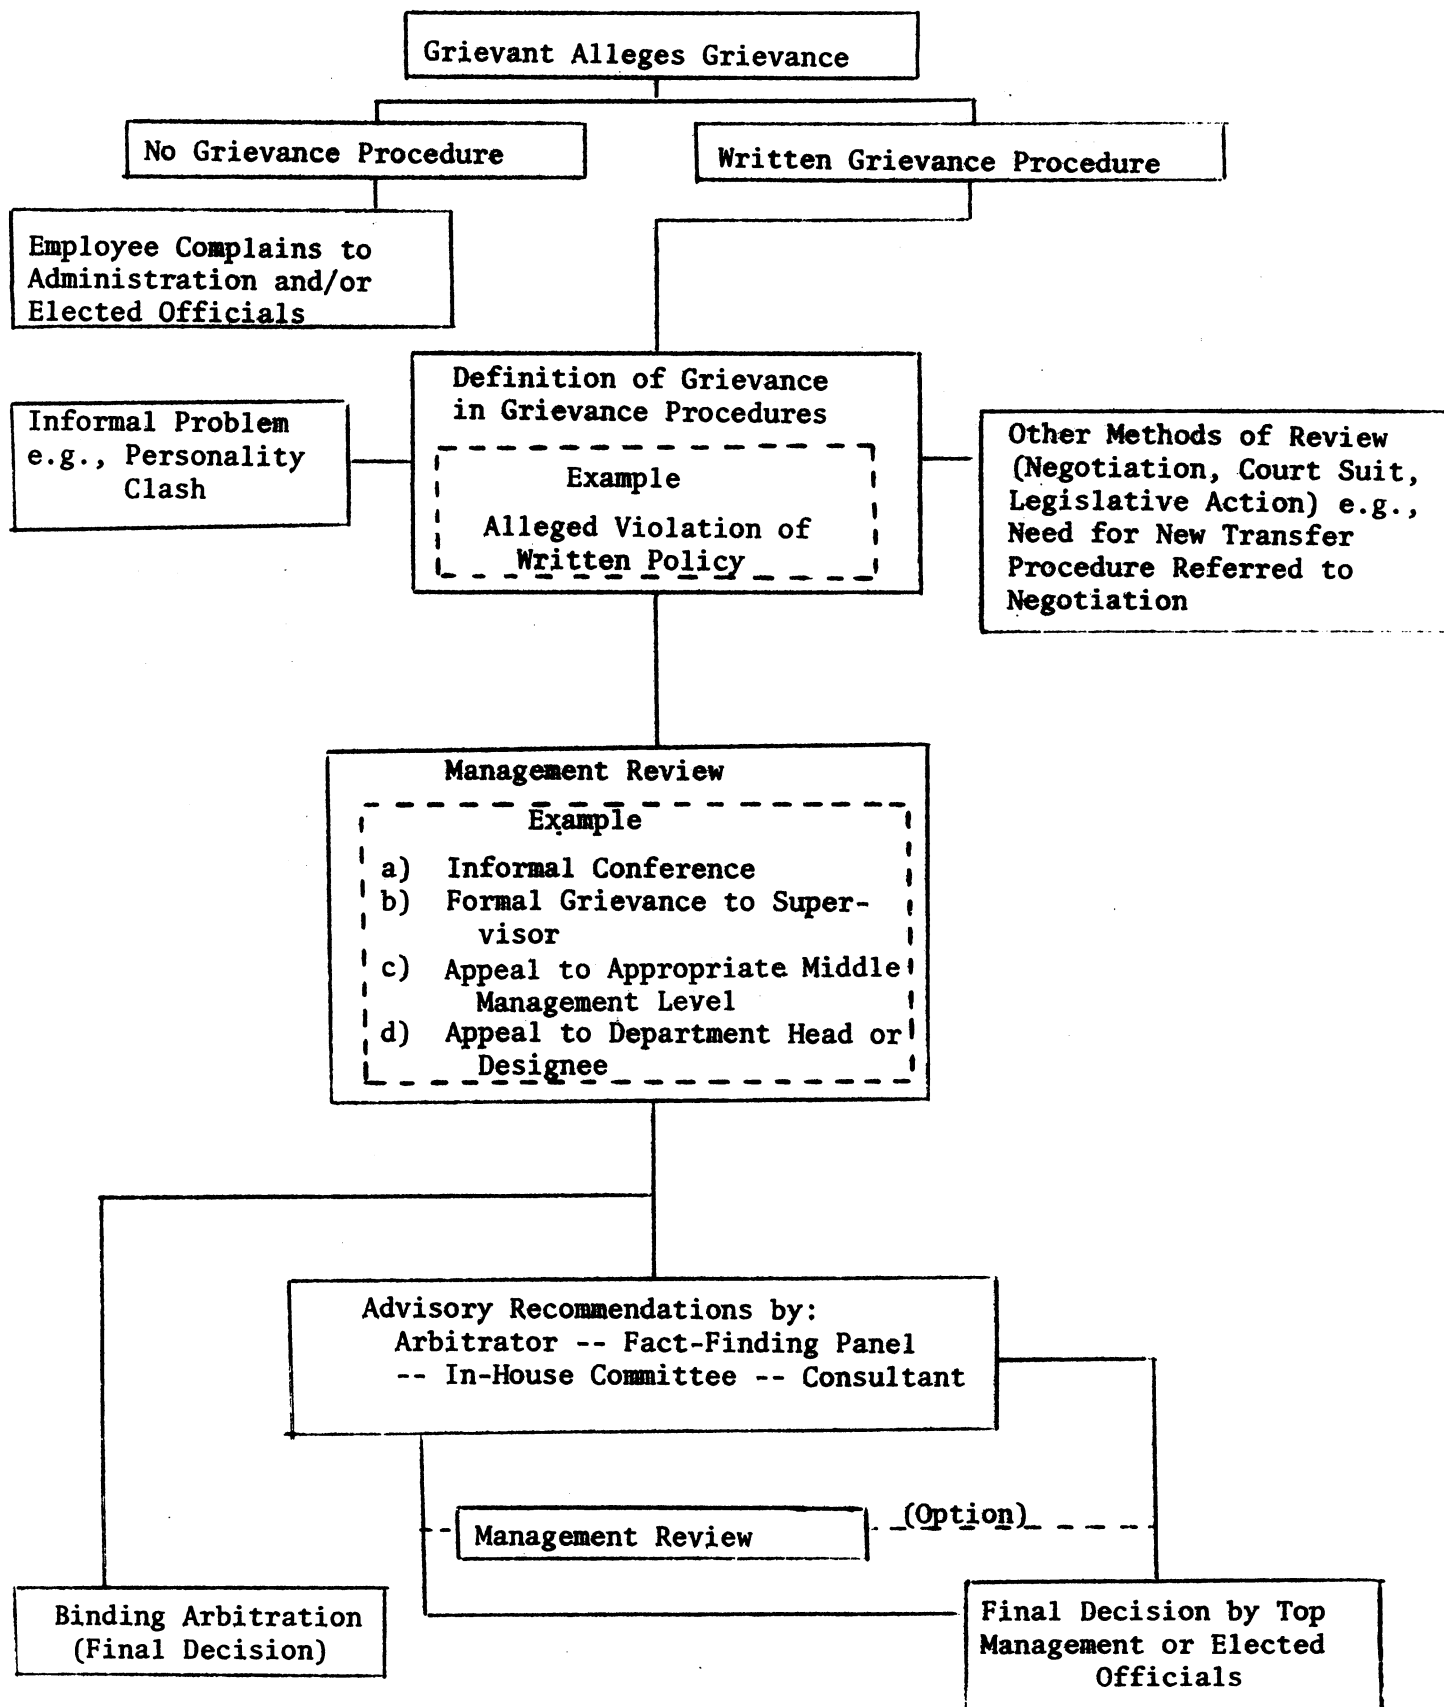 Grievant Alleges Grievance
No Grievance Procedure
Written Grievance Procedure
Employee Complains to
Administration and/or
Elected Officials
Definition of Grievance
in Grievance Procedures
Example
Alleged Violation of
Written Policy
Informal Problem
e.g., Personality
Clash
Other Methods of Review
(Negotiation, Court Suit,
Legislative Action) e.g.,
Need for New Transfer
Procedure Referred to
Negotiation
Management Review
Example
a) Informal Conference
b) Formal Grievance to Super-
visor
c) Appeal to Appropriate Middle
Management Level
d) Appeal to Department Head or
Designee
Advisory Recommendations by:
Arbitrator -- Fact-Finding Panel
-- In-House Committee -- Consultant
Management Review
(Option)
Binding Arbitration
(Final Decision)
Final Decision by Top
Management or Elected
Officials